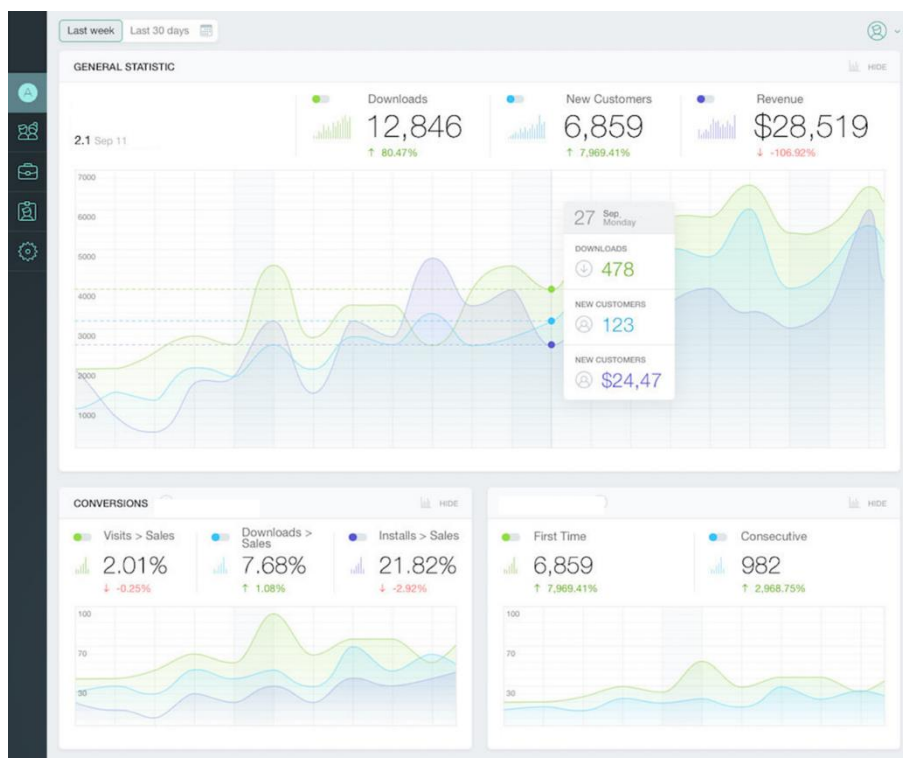 Last week Last 30 days
GENERAL STATISTIC HIDE
Downloads New Customers Revenue
12,846 6,859 $28,519
2.1 Sep 11
↑ 80.47% ↑ 7,969.41% ↓ -106.92%
7000
6000
5000
4000
3000
2000
1000
27 Sep, Monday
DOWNLOADS
478
NEW CUSTOMERS
123
NEW CUSTOMERS
$24,47
CONVERSIONS HIDE
Visits > Sales Downloads > Sales Installs > Sales
2.01% 7.68% 21.82%
↓ -0.25% ↑ 1.08% ↓ -2.92%
100
70
30
HIDE
First Time Consecutive
6,859 982
↑ 7,969.41% ↑ 2,968.75%
100
70
30
A